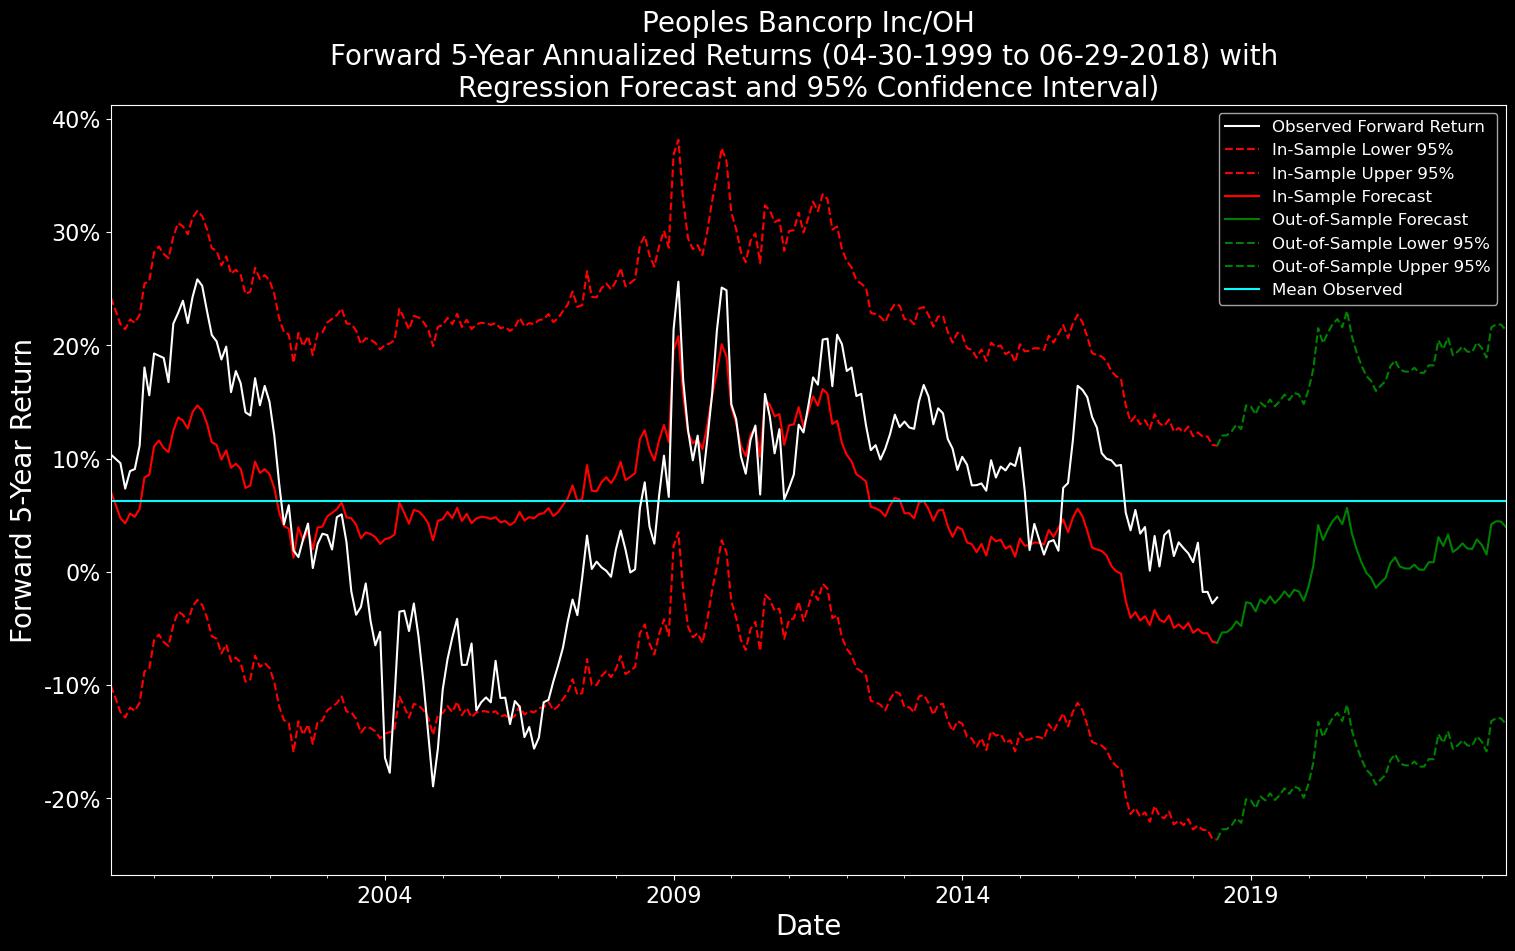 Peoples Bancorp Inc/OH
Forward 5-Year Annualized Returns (04-30-1999 to 06-29-2018) with
Regression Forecast and 95% Confidence Interval)
Observed Forward Return
In-Sample Lower 95%
In-Sample Upper 95%
In-Sample Forecast
Out-of-Sample Forecast
Out-of-Sample Lower 95%
Out-of-Sample Upper 95%
Mean Observed
Forward 5-Year Return
40%
30%
20%
10%
0%
-10%
-20%
2004
2009
2014
2019
Date